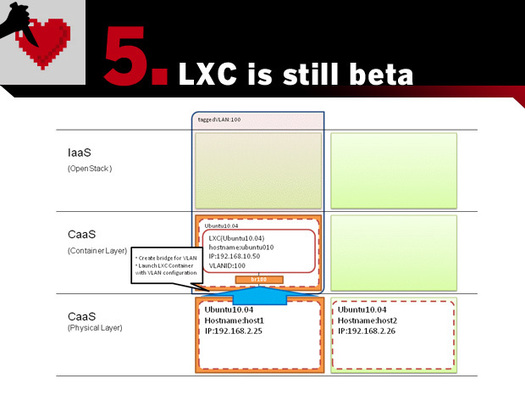 5. LXC is still beta
taggedVLAN:100
IaaS
(OpenStack)
CaaS
(Container Layer)
Ubuntu10.04
LXC(Ubuntu10.04)
hostname:ubuntu010
IP:192.168.10.50
VLANID:100
br100
* Create bridge for VLAN
* Launch LXC Container
with VLAN configuration
CaaS
(Physical Layer)
Ubuntu10.04
Hostname:host1
IP:192.168.2.25
Ubuntu10.04
Hostname:host2
IP:192.168.2.26